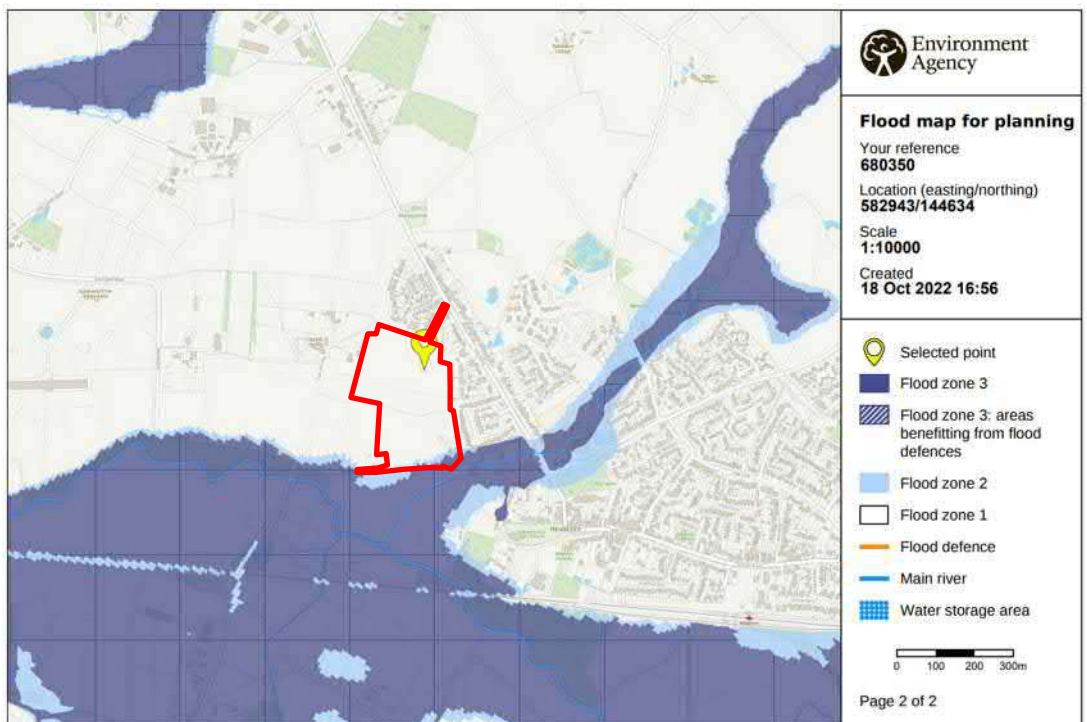 Environment
Agency
Flood map for planning
Your reference
680350
Location (easting/northing)
582943/144634
Scale
1:10000
Created
18 Oct 2022 16:56
Selected point
Flood zone 3
Flood zone 3: areas
benefitting from flood
defences
Flood zone 2
Flood zone 1
Flood defence
Main river
Water storage area
0 100 200 300m
Page 2 of 2